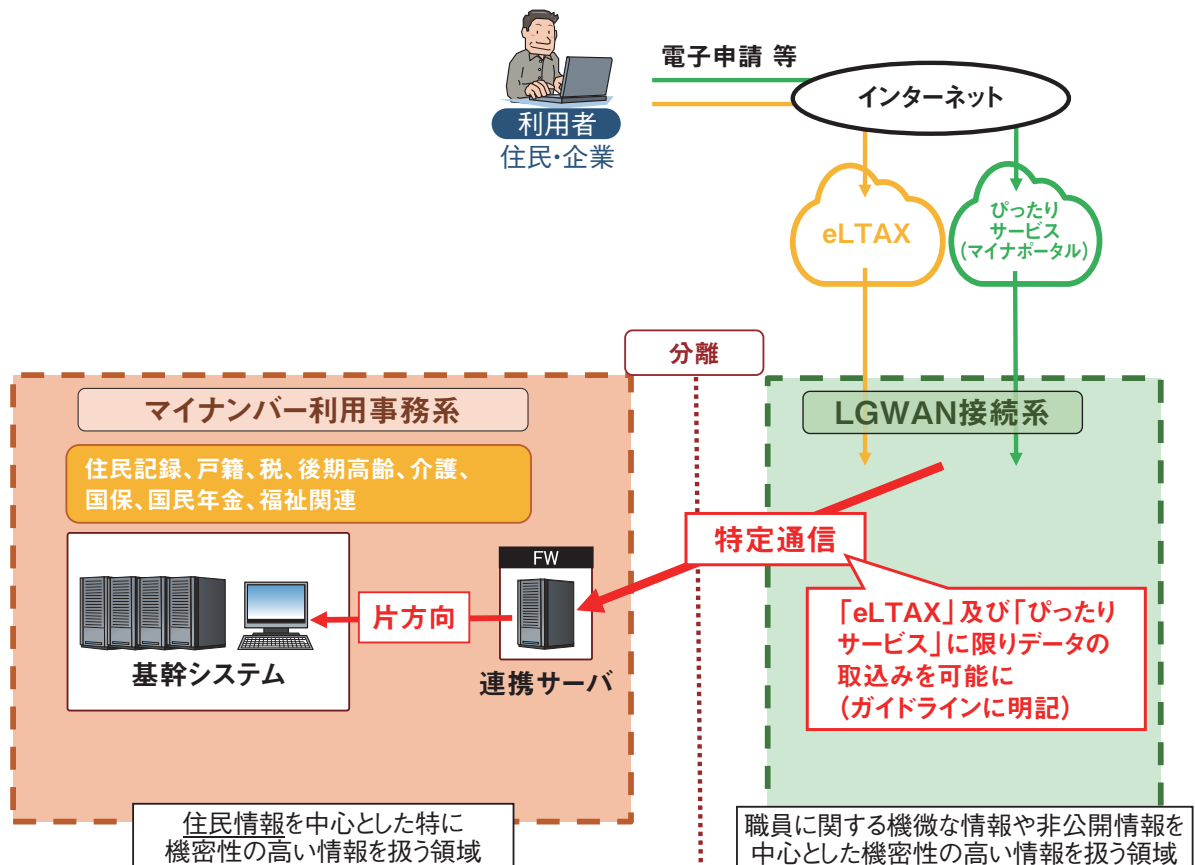 電子申請 等
インターネット
利用者
住民・企業
eLTAX
ぴったり
サービス
(マイナポータル)
分離
マイナンバー利用事務系
LGWAN接続系
住民記録、戸籍、税、後期高齢、介護、
国保、国民年金、福祉関連
特定通信
FW
片方向
基幹システム
連携サーバ
「eLTAX」及び「ぴったり
サービス」に限りデータの
取込みを可能に
(ガイドラインに明記)
住民情報を中心とした特に
機密性の高い情報を扱う領域
職員に関する機微な情報や非公開情報を
中心とした機密性の高い情報を扱う領域